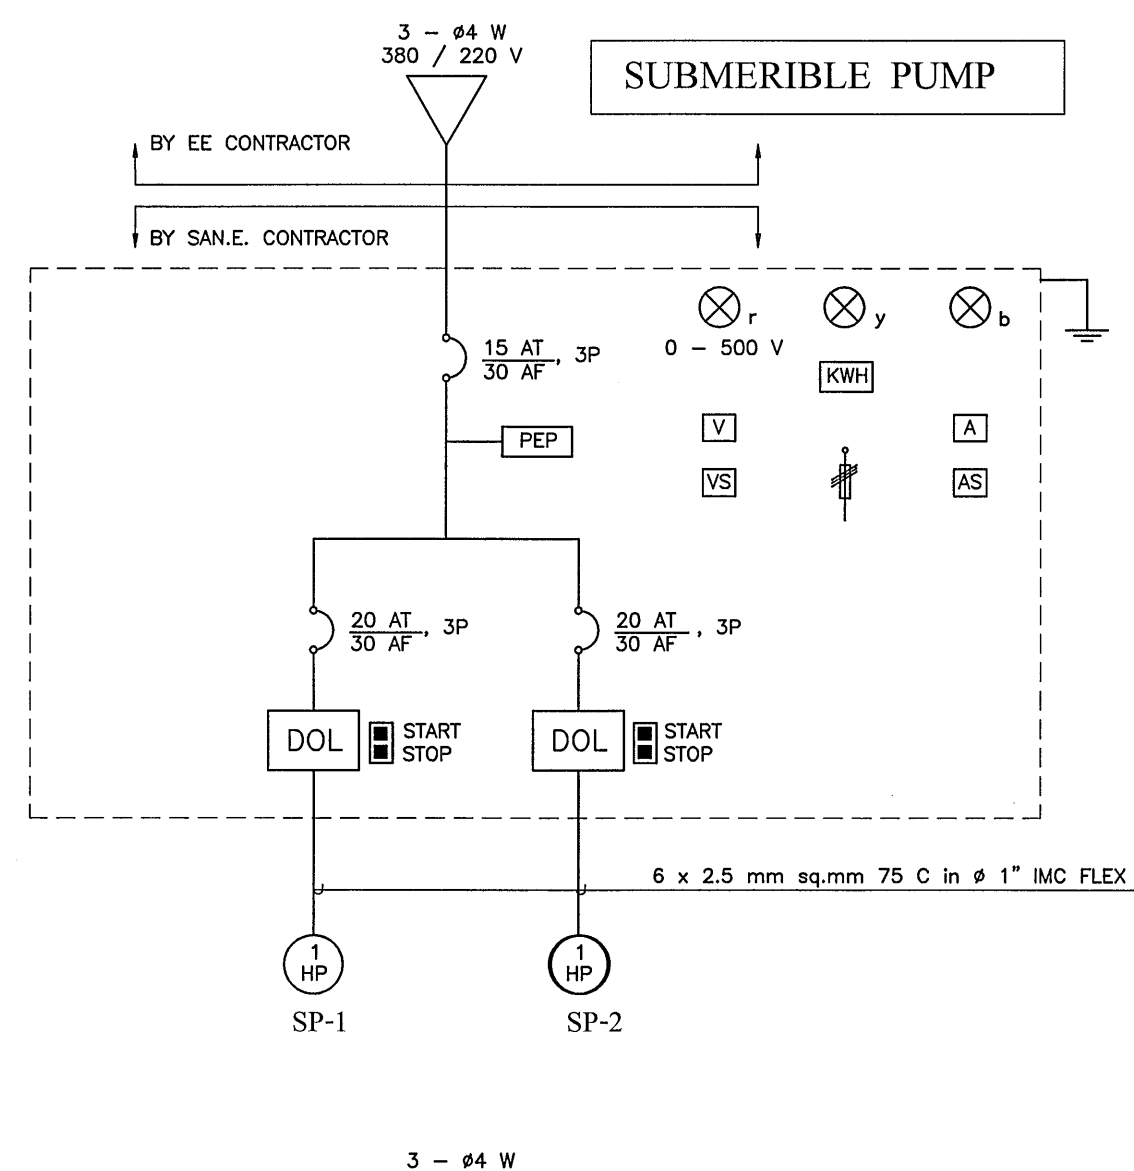 3 – ø4 W
380 / 220 V
SUBMERIBLE PUMP
BY EE CONTRACTOR
BY SAN.E. CONTRACTOR
r
y
b
0 – 500 V
15 AT
30 AF , 3P
KWH
PEP
V
A
VS
AS
20 AT
30 AF , 3P
20 AT
30 AF , 3P
DOL
START
STOP
DOL
START
STOP
6 x 2.5 mm sq.mm 75 C in ø 1" IMC FLEX
1
HP
1
HP
SP-1
SP-2
3 – ø4 W